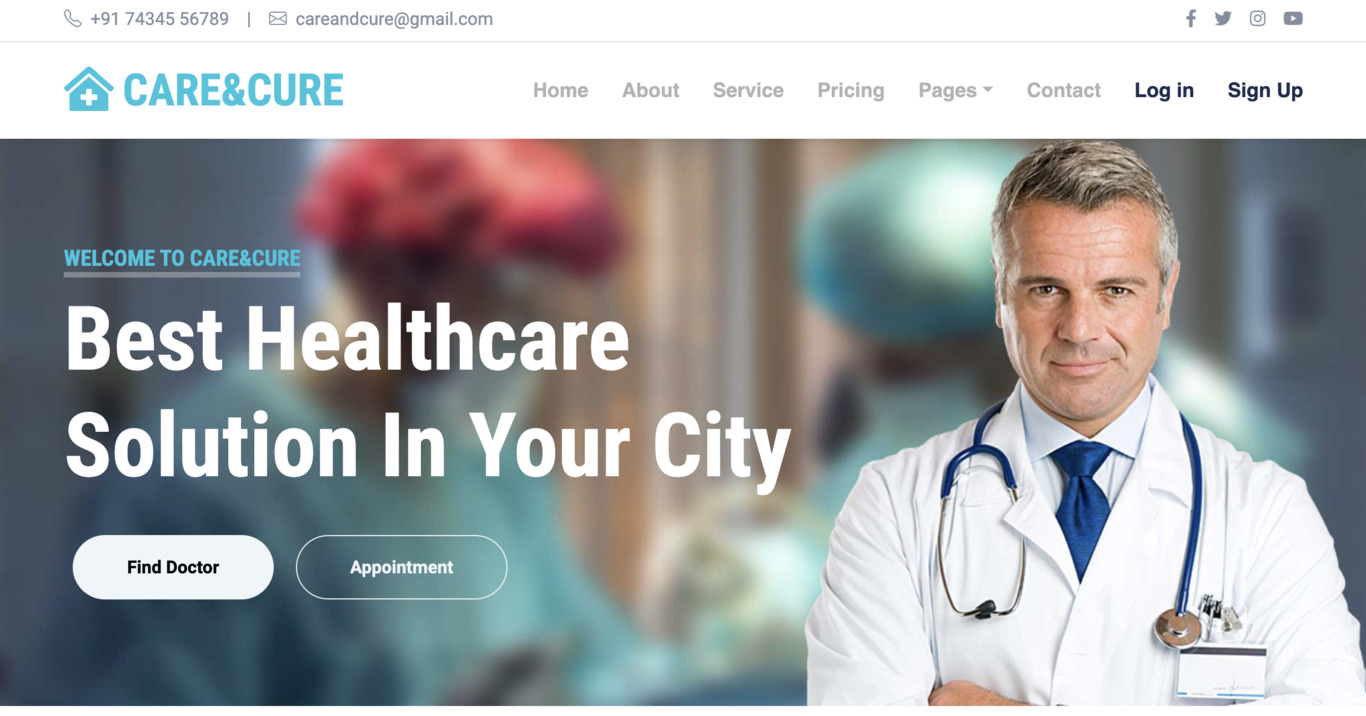 +91 74345 56789 | careandcure@gmail.com
CARE&CURE
Home About Service Pricing Pages Contact Log in Sign Up
WELCOME TO CARE&CURE
Best Healthcare
Solution In Your City
Find Doctor Appointment